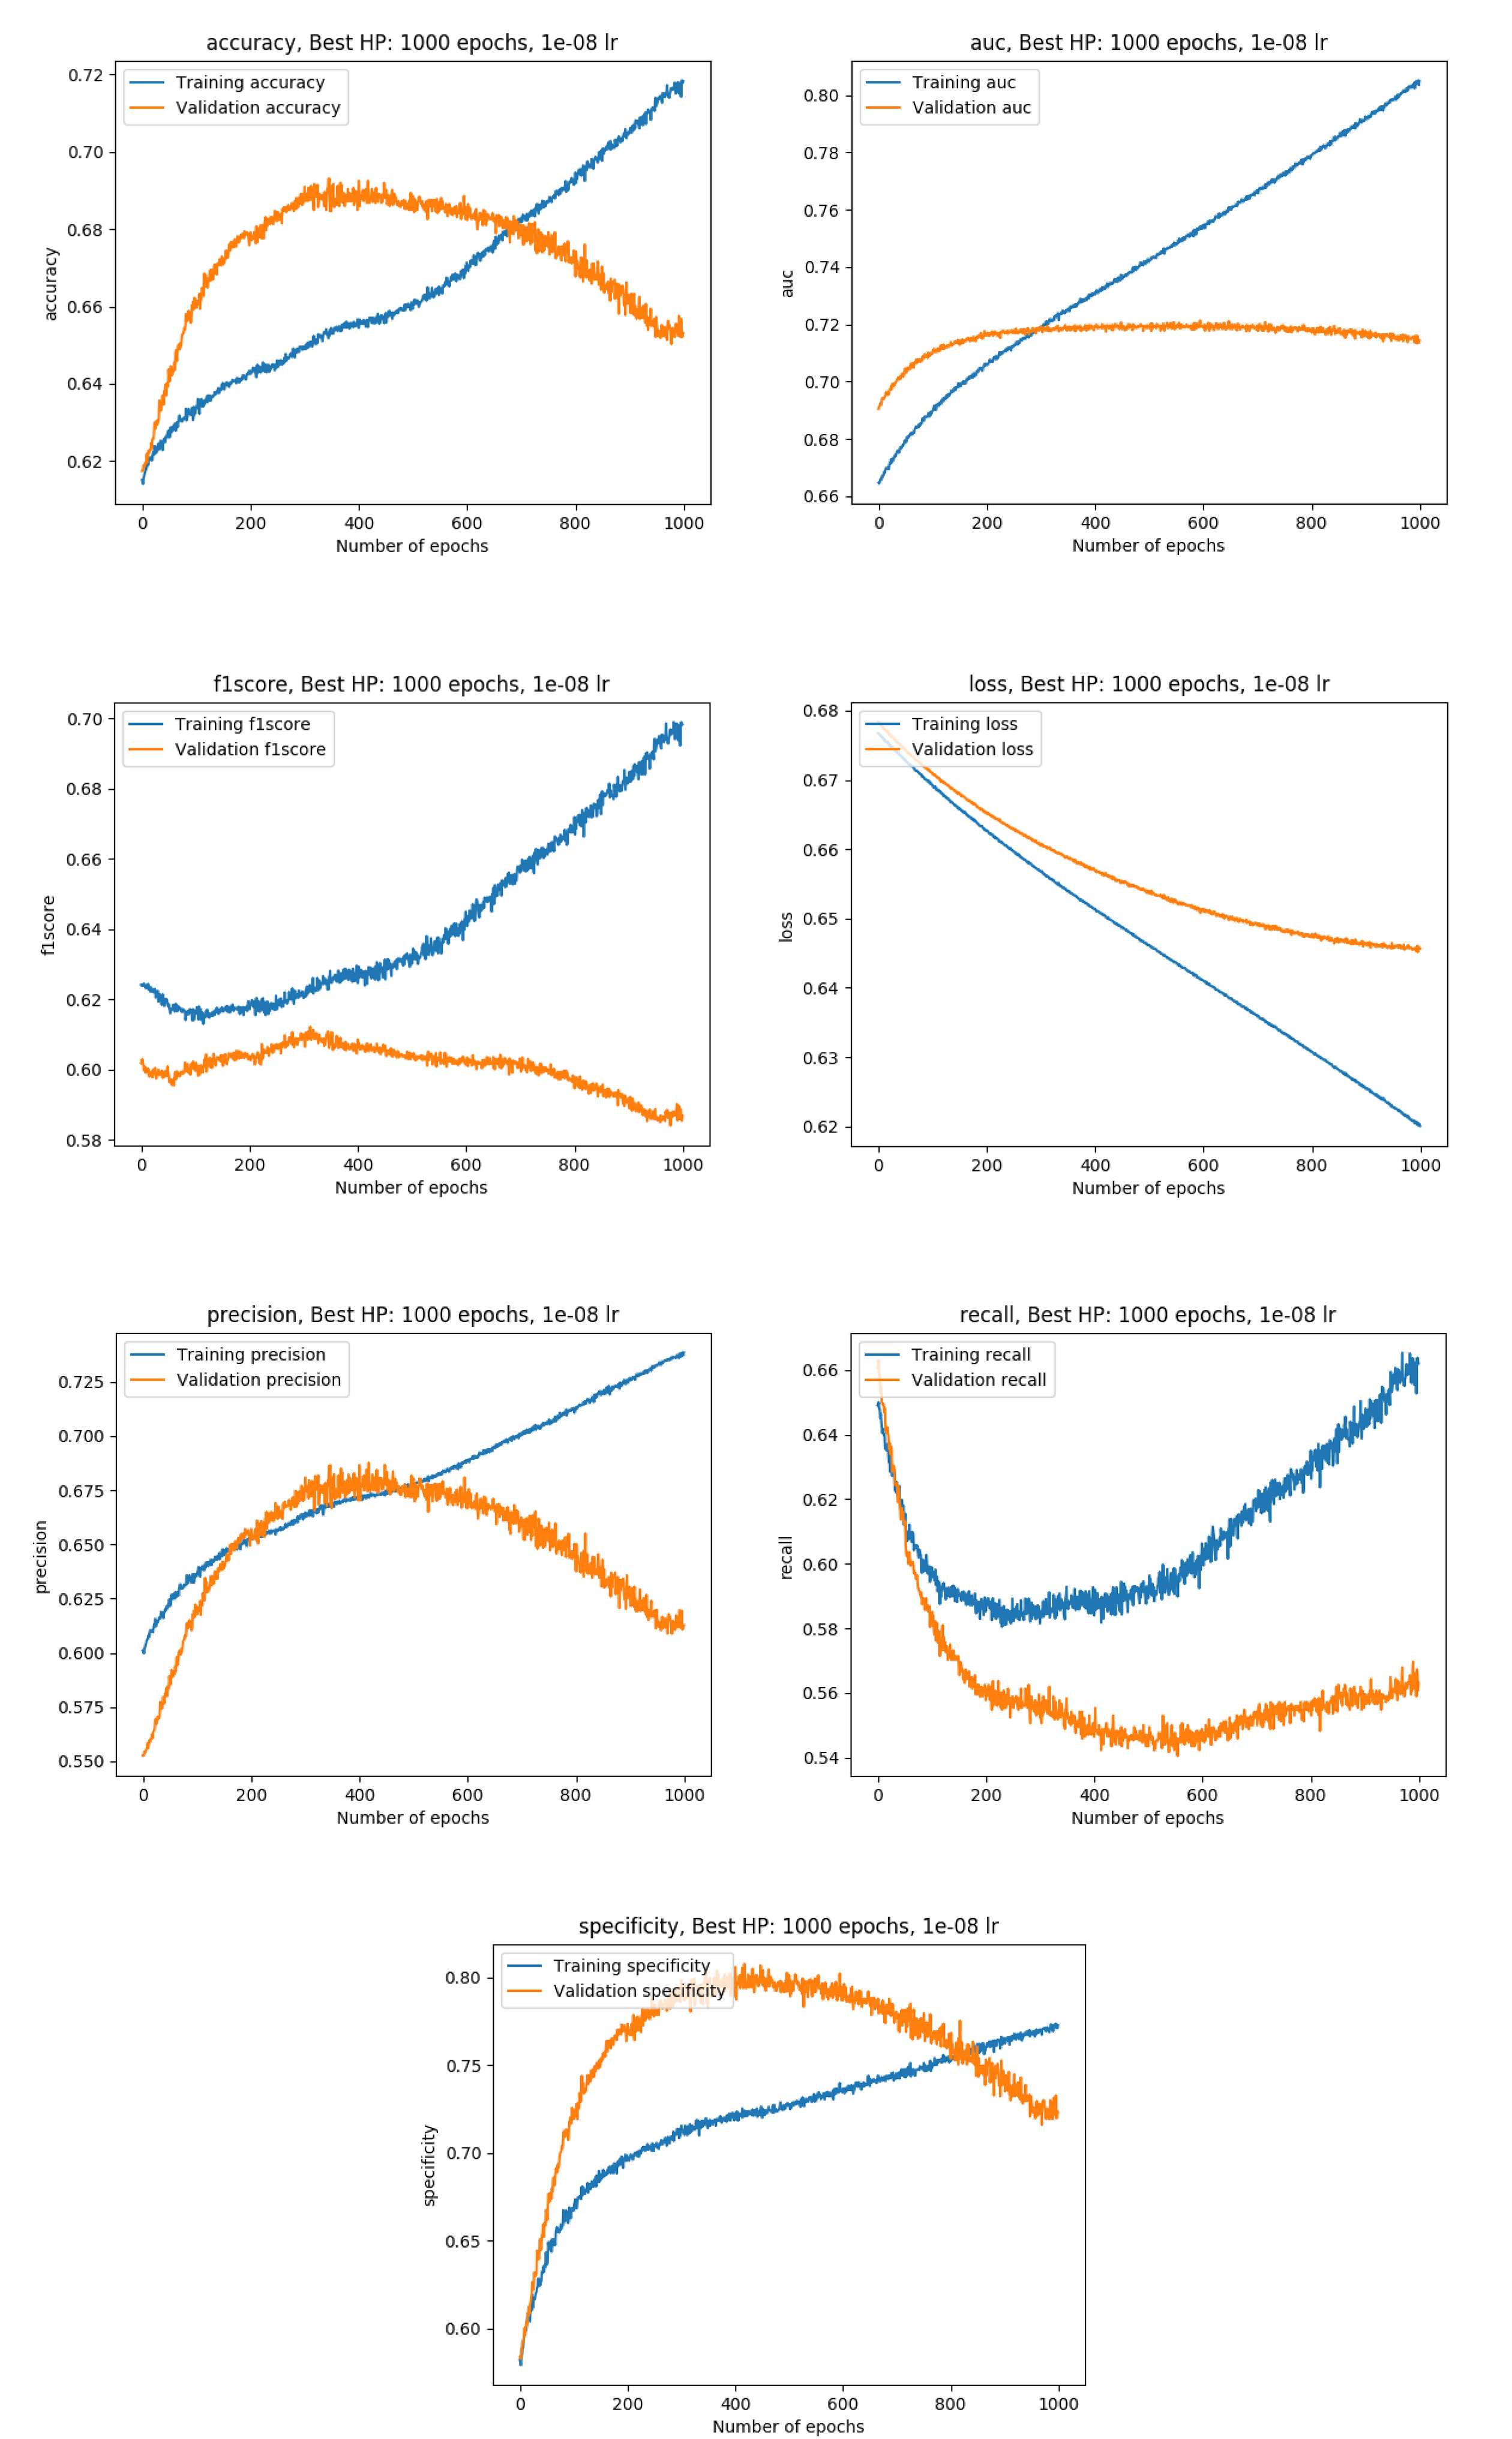 accuracy, Best HP: 1000 epochs, 1e-08 lr
Training accuracy
Validation accuracy
accuracy
0.72
0.70
0.68
0.66
0.64
0.62
0 200 400 600 800 1000
Number of epochs
auc, Best HP: 1000 epochs, 1e-08 lr
Training auc
Validation auc
auc
0.80
0.78
0.76
0.74
0.72
0.70
0.68
0.66
0 200 400 600 800 1000
Number of epochs
f1score, Best HP: 1000 epochs, 1e-08 lr
Training f1score
Validation f1score
f1score
0.70
0.68
0.66
0.64
0.62
0.60
0.58
0 200 400 600 800 1000
Number of epochs
loss, Best HP: 1000 epochs, 1e-08 lr
Training loss
Validation loss
loss
0.68
0.67
0.66
0.65
0.64
0.63
0.62
0 200 400 600 800 1000
Number of epochs
precision, Best HP: 1000 epochs, 1e-08 lr
Training precision
Validation precision
precision
0.725
0.700
0.675
0.650
0.625
0.600
0.575
0.550
0 200 400 600 800 1000
Number of epochs
recall, Best HP: 1000 epochs, 1e-08 lr
Training recall
Validation recall
recall
0.66
0.64
0.62
0.60
0.58
0.56
0.54
0 200 400 600 800 1000
Number of epochs
specificity, Best HP: 1000 epochs, 1e-08 lr
Training specificity
Validation specificity
specificity
0.80
0.75
0.70
0.65
0.60
0 200 400 600 800 1000
Number of epochs